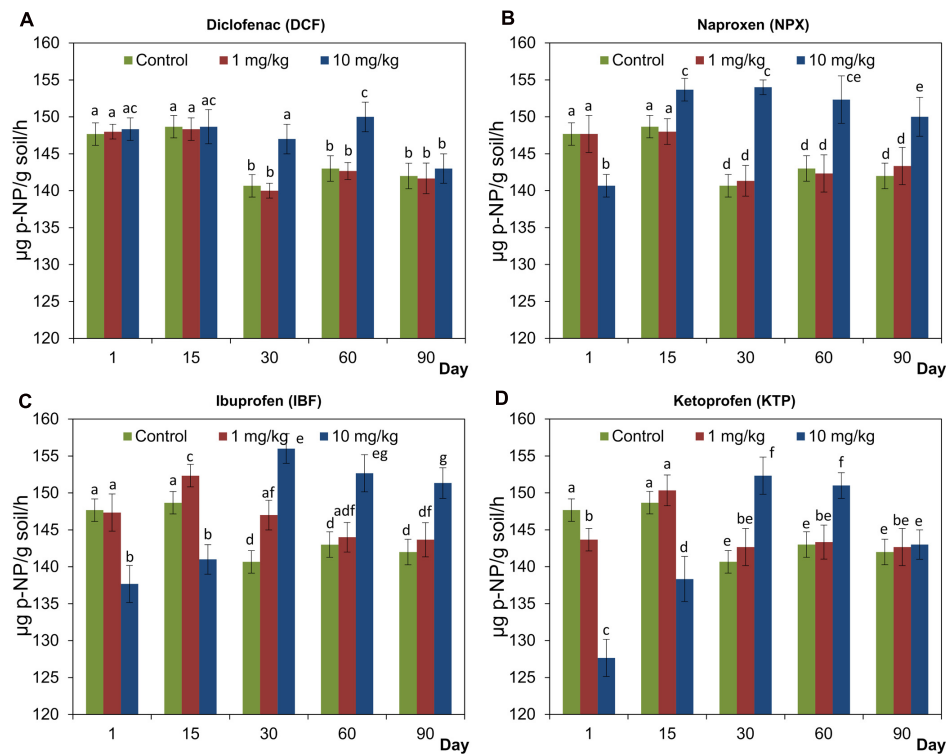 A
Diclofenac (DCF)
Control 1 mg/kg 10 mg/kg
µg p-NP/g soil/h
160
155
150
145
140
135
130
125
120
a a ac
a a ac
b b a
b b c
b b b
1 15 30 60 90
Day
B
Naproxen (NPX)
Control 1 mg/kg 10 mg/kg
µg p-NP/g soil/h
160
155
150
145
140
135
130
125
120
a a b
a a c
d d c
d d ce
d d e
1 15 30 60 90
Day
C
Ibuprofen (IBF)
Control 1 mg/kg 10 mg/kg
µg p-NP/g soil/h
160
155
150
145
140
135
130
125
120
a a b
a c b
d af e
d adf eg
d df g
1 15 30 60 90
Day
D
Ketoprofen (KTP)
Control 1 mg/kg 10 mg/kg
µg p-NP/g soil/h
160
155
150
145
140
135
130
125
120
a b c
a a d
e be f
e be f
e be e
1 15 30 60 90
Day